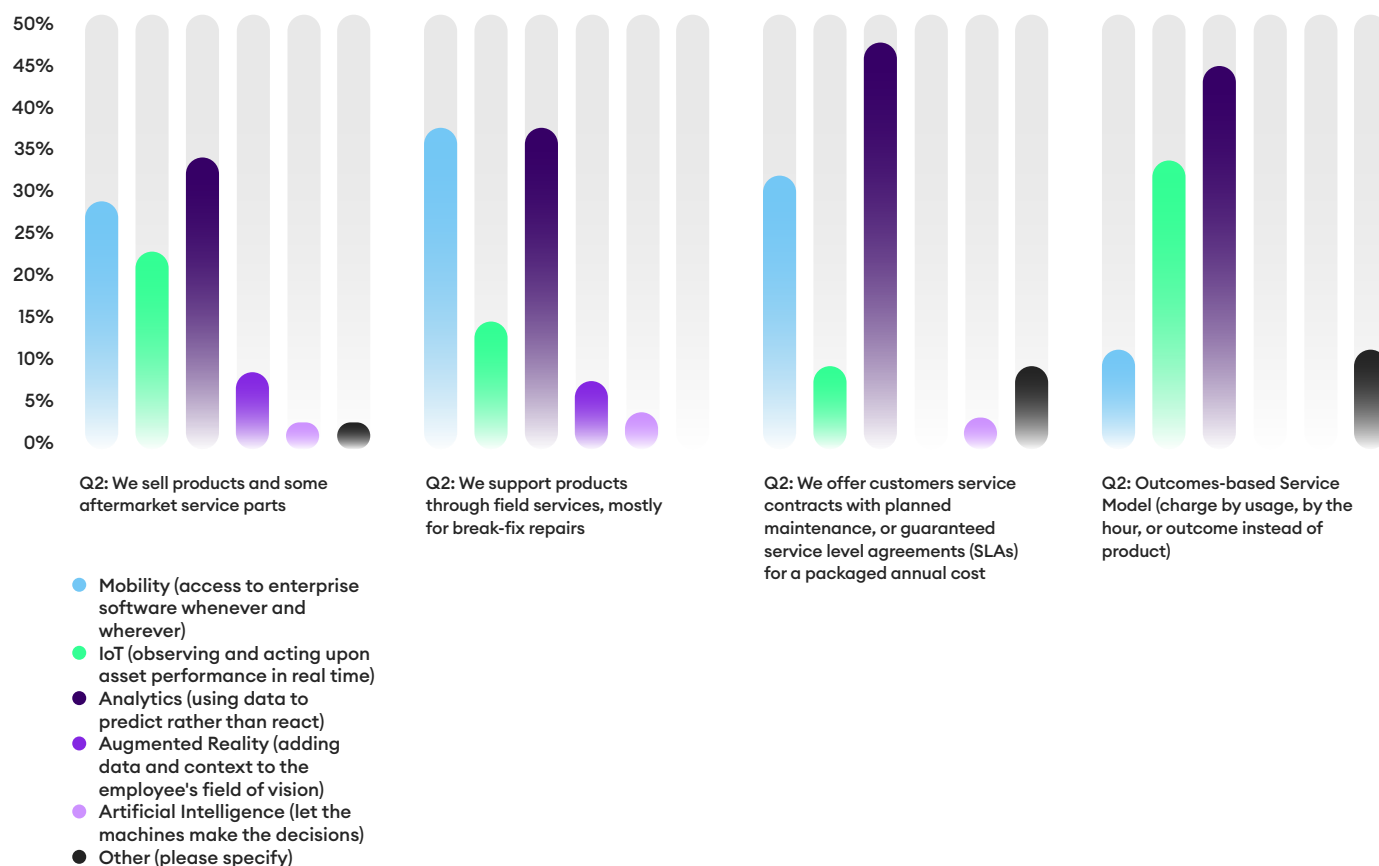 50%
45%
40%
35%
30%
25%
20%
15%
10%
5%
0%
Q2: We sell products and some
aftermarket service parts
Q2: We support products
through field services, mostly
for break-fix repairs
Q2: We offer customers service
contracts with planned
maintenance, or guaranteed
service level agreements (SLAs)
for a packaged annual cost
Q2: Outcomes-based Service
Model (charge by usage, by the
hour, or outcome instead of
product)
Mobility (access to enterprise
software whenever and
wherever)
IoT (observing and acting upon
asset performance in real time)
Analytics (using data to
predict rather than react)
Augmented Reality (adding
data and context to the
employee's field of vision)
Artificial Intelligence (let the
machines make the decisions)
Other (please specify)